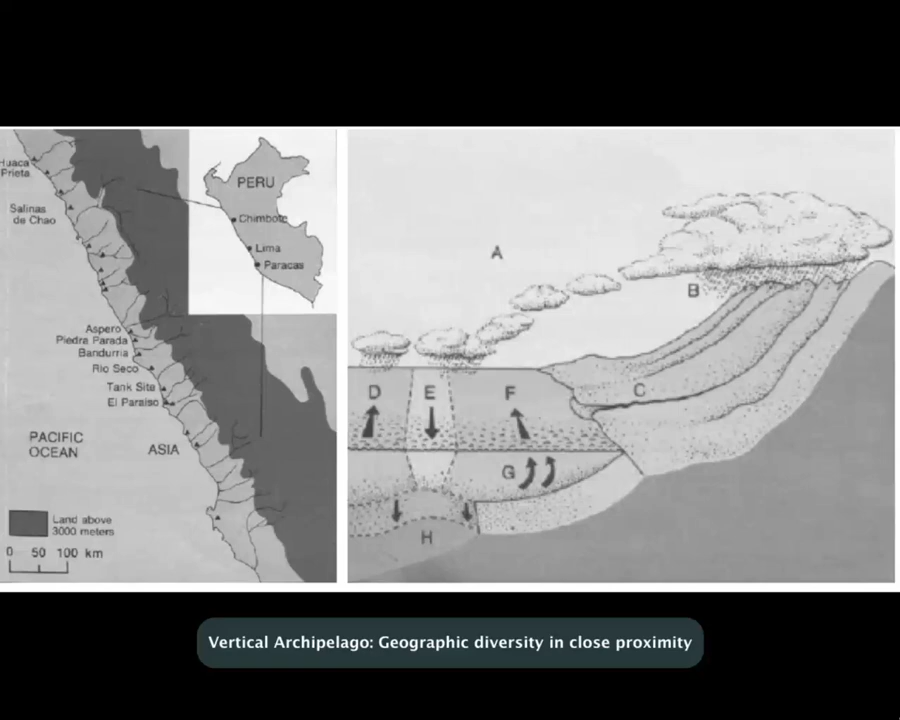 Huaca
Prieta
Salinas
de Chao
Aspero
Piedra Parada
Bandurria
Rio Seco
Tank Site
El Paraiso
PACIFIC
OCEAN
ASIA
Land above
3000 meters
0 50 100 km
PERU
Chimbote
Lima
Paracas
A
B
C
D E F
G
H
Vertical Archipelago: Geographic diversity in close proximity